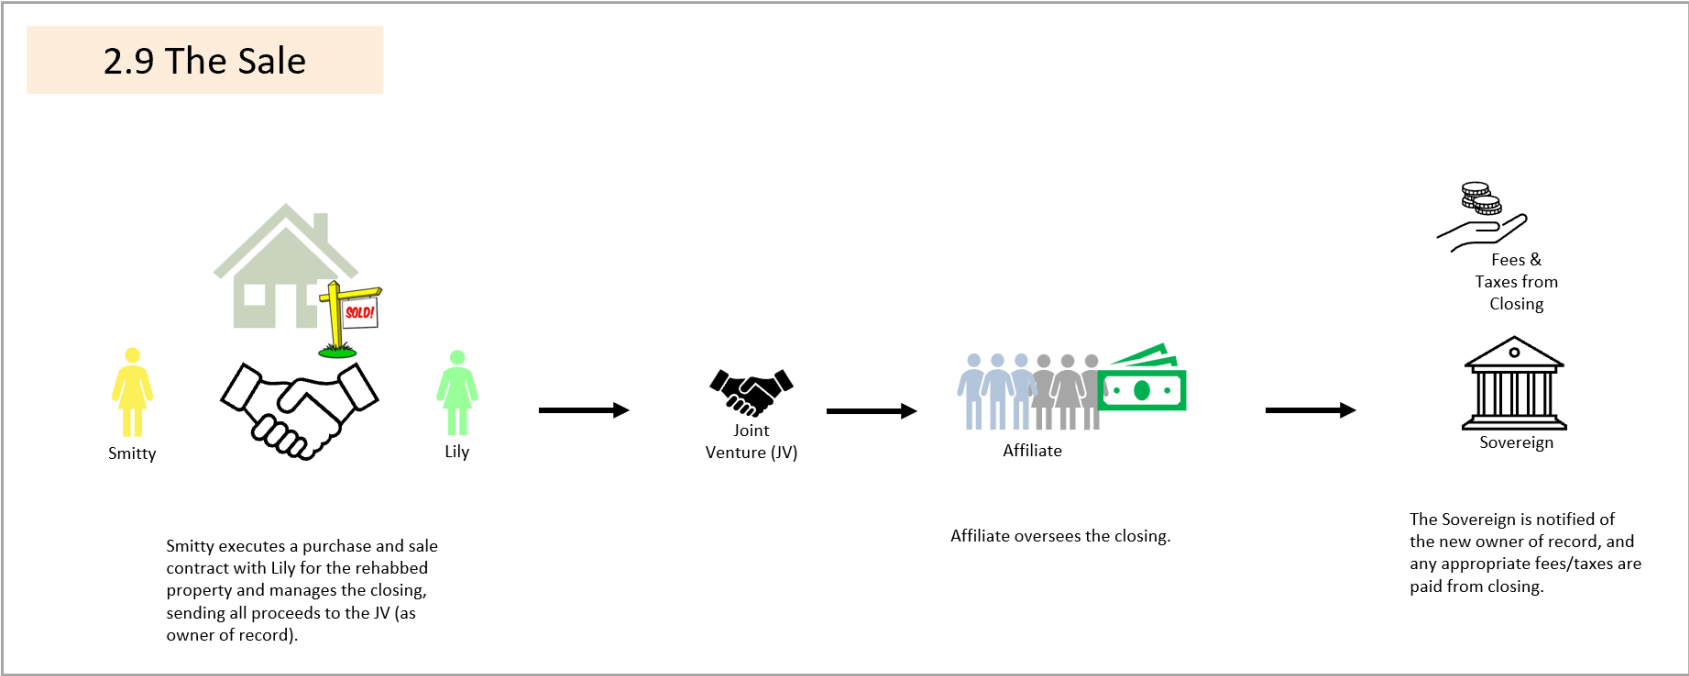 2.9 The Sale
SOLD!
Smitty
Lily
Smitty executes a purchase and sale
contract with Lily for the rehabbed
property and manages the closing,
sending all proceeds to the JV (as
owner of record).
Joint
Venture (JV)
Affiliate
Affiliate oversees the closing.
Fees &
Taxes from
Closing
Sovereign
The Sovereign is notified of
the new owner of record, and
any appropriate fees/taxes are
paid from closing.